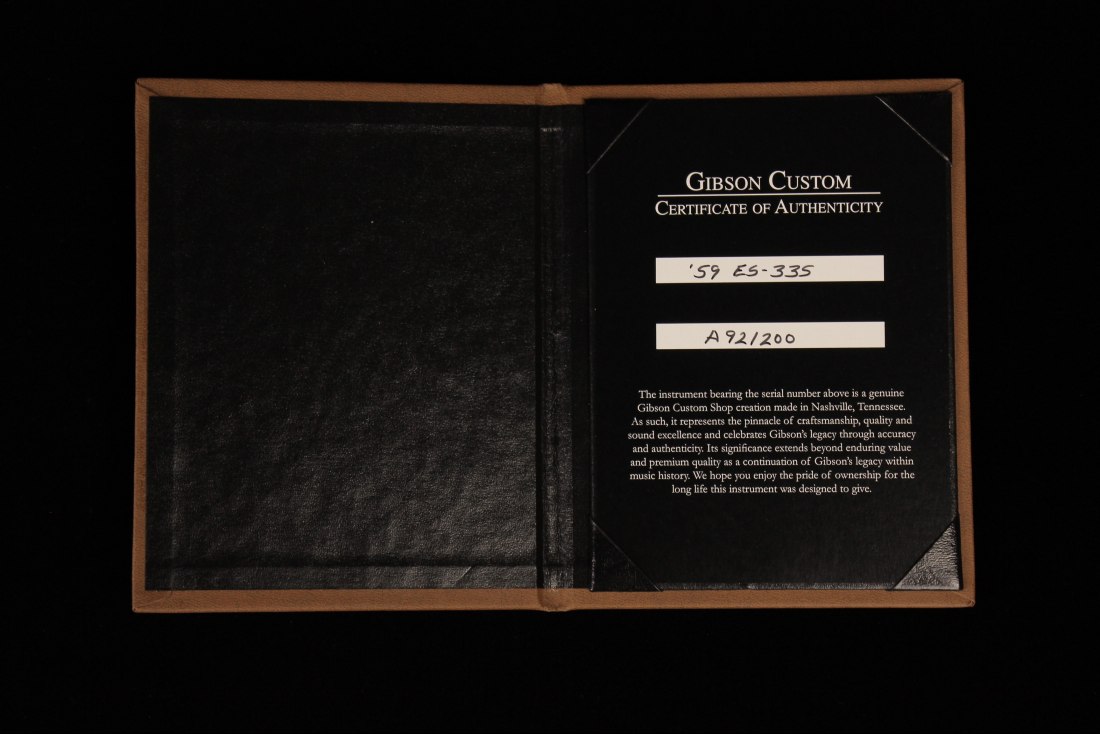 GIBSON CUSTOM
CERTIFICATE OF AUTHENTICITY
'59 ES-335
A921200
The instrument bearing the serial number above is a genuine
Gibson Custom Shop creation made in Nashville, Tennessee.
As such, it represents the pinnacle of craftsmanship, quality and
sound excellence and celebrates Gibson's legacy through accuracy
and authenticity. Its significance extends beyond enduring value
and premium quality as a continuation of Gibson's legacy within
music history. We hope you enjoy the pride of ownership for the
long life this instrument was designed to give.